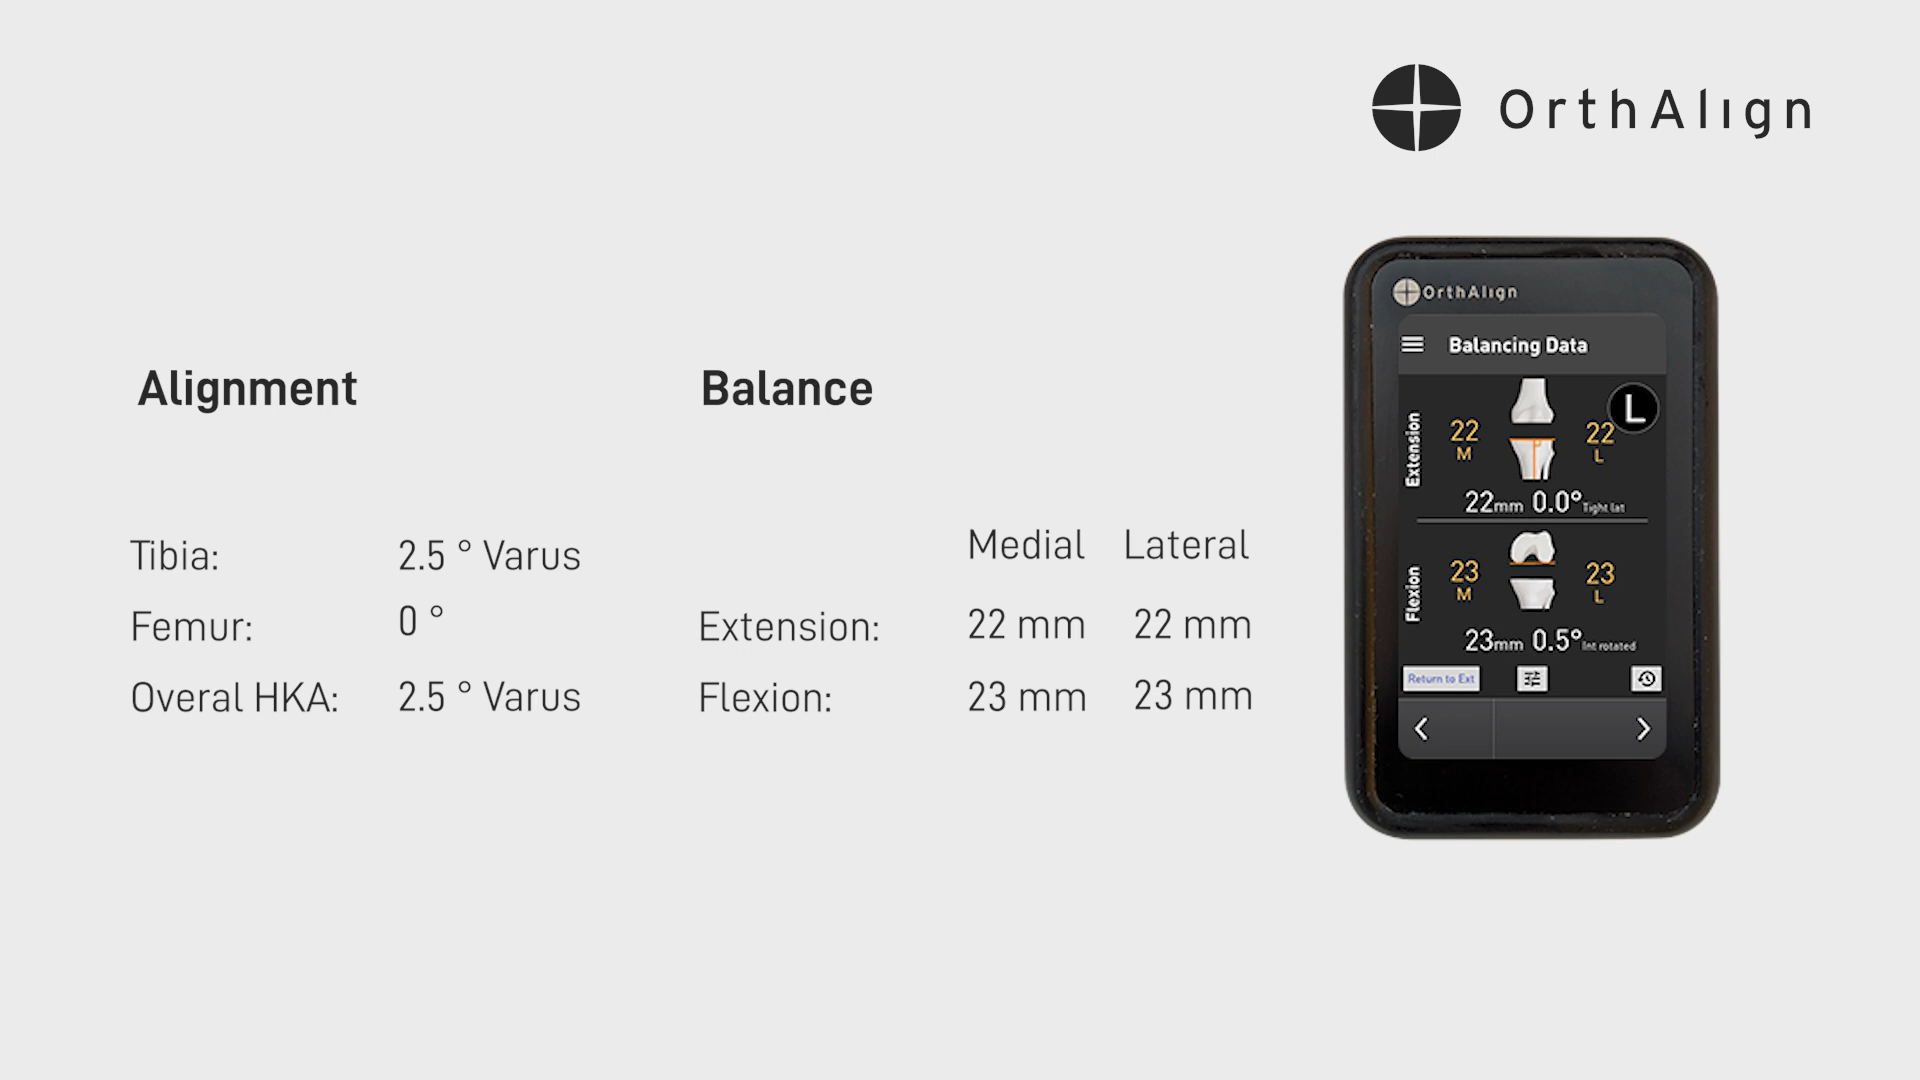 OrthAlign
Alignment
Tibia: 2.5 ° Varus
Femur: 0 °
Overal HKA: 2.5 ° Varus
Balance
Medial Lateral
Extension: 22 mm 22 mm
Flexion: 23 mm 23 mm
OrthAlign
Balancing Data
L
Extension
22 22
M L
22mm 0.0° Tight lat
Flexion
23 23
M L
23mm 0.5° Int rotated
Return to Ext